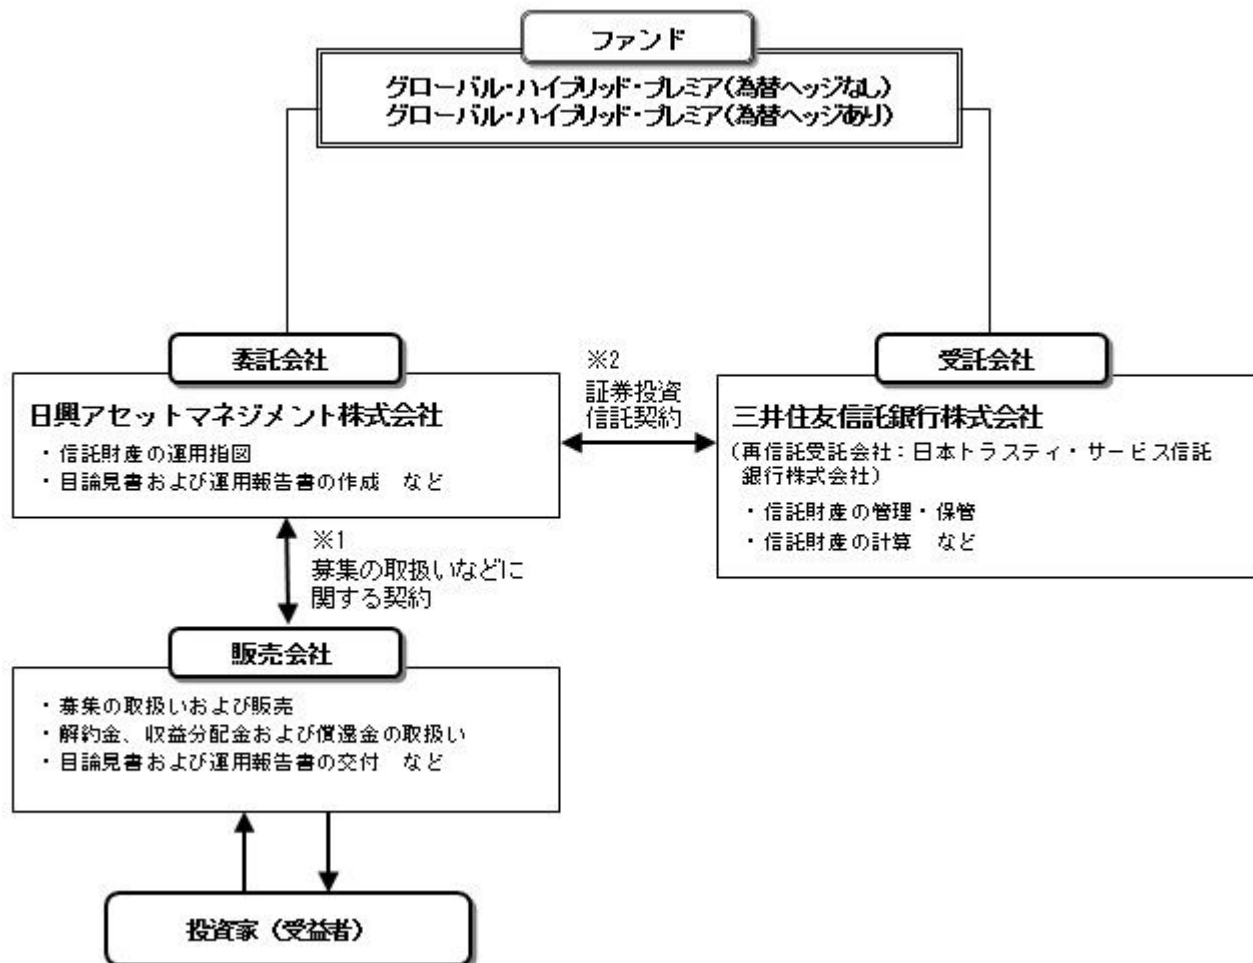 ファンド
グローバル・ハイブリッド・プレミア(為替ヘッジなし)
グローバル・ハイブリッド・プレミア(為替ヘッジあり)
委託会社
日興アセットマネジメント株式会社
・信託財産の運用指図
・目論見書および運用報告書の作成 など
※2
証券投資
信託契約
受託会社
三井住友信託銀行株式会社
(再信託受託会社:日本トラスティ・サービス信託
銀行株式会社)
・信託財産の管理・保管
・信託財産の計算 など
※1
募集の取扱いなどに
関する契約
販売会社
・募集の取扱いおよび販売
・解約金、収益分配金および償還金の取扱い
・目論見書および運用報告書の交付 など
投資家(受益者)